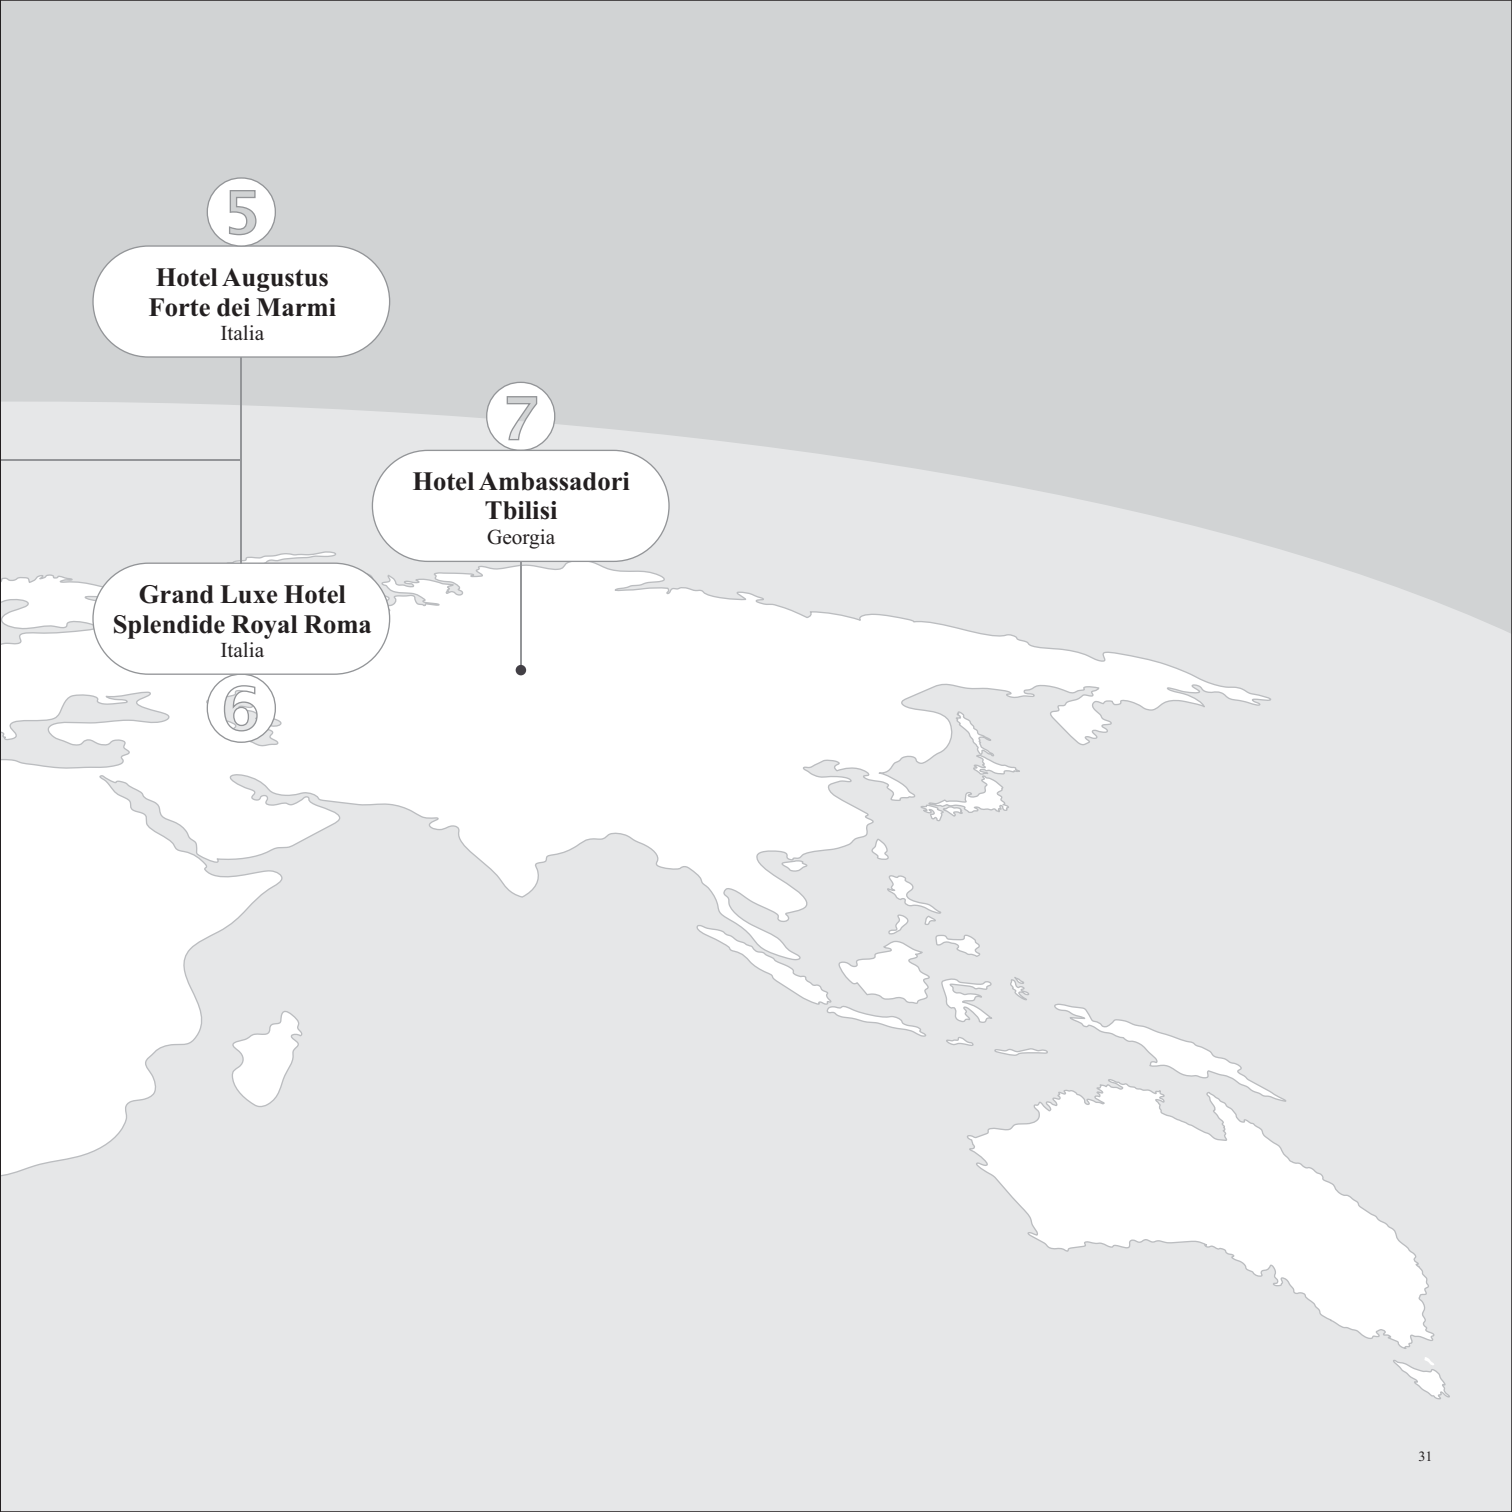 5
Hotel Augustus
Forte dei Marmi
Italia
7
Hotel Ambassadori
Tbilisi
Georgia
Grand Luxe Hotel
Splendide Royal Roma
Italia
6
31